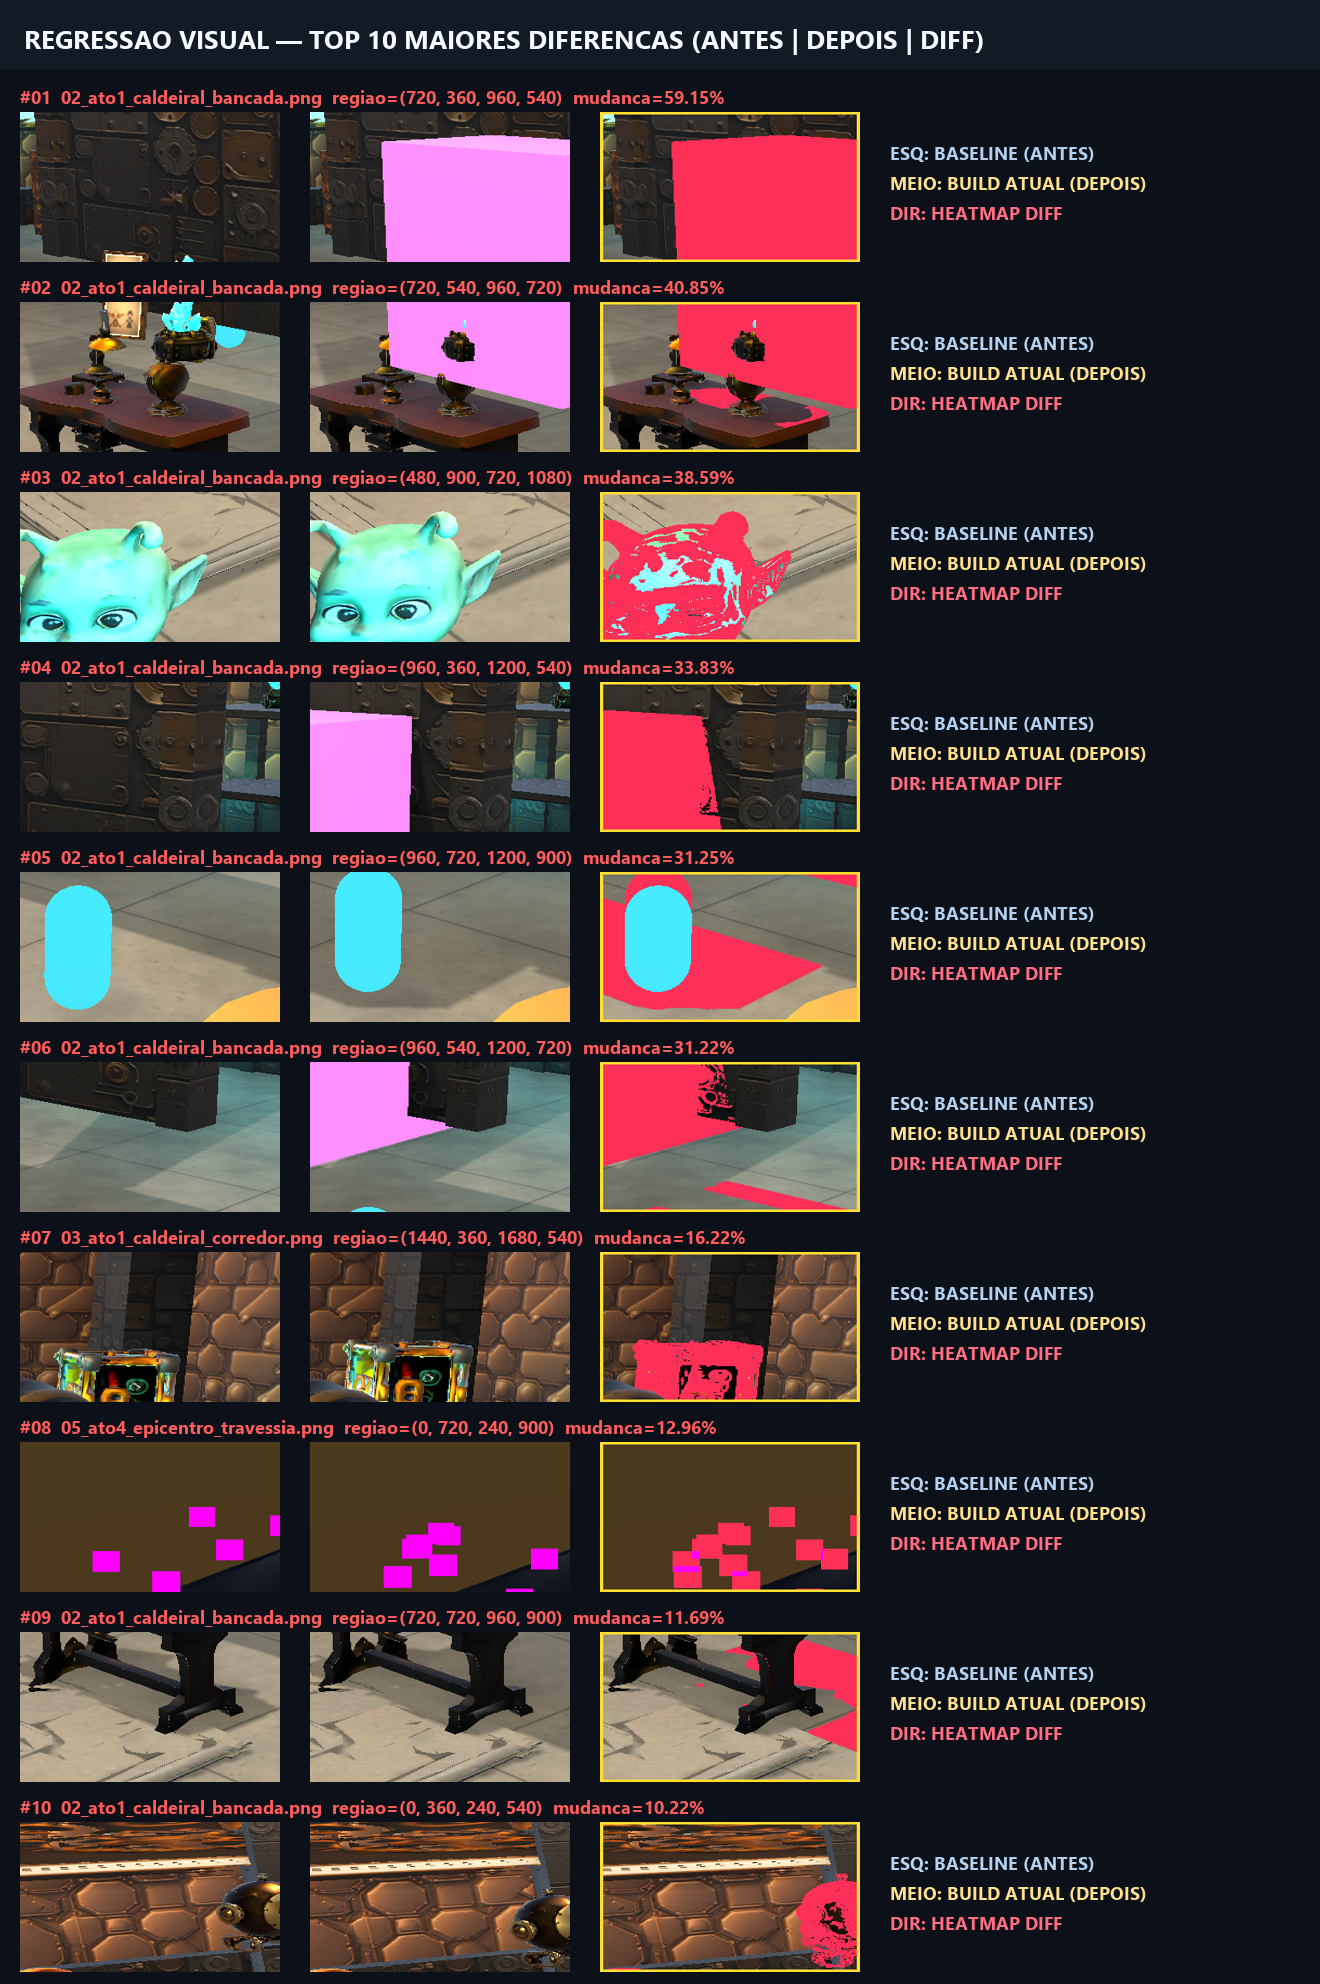 REGRESSAO VISUAL — TOP 10 MAIORES DIFERENCAS (ANTES | DEPOIS | DIFF)
#01 02_ato1_caldeiral_bancada.png regiao=(720, 360, 960, 540) mudanca=59.15%
ESQ: BASELINE (ANTES)
MEIO: BUILD ATUAL (DEPOIS)
DIR: HEATMAP DIFF
#02 02_ato1_caldeiral_bancada.png regiao=(720, 540, 960, 720) mudanca=40.85%
ESQ: BASELINE (ANTES)
MEIO: BUILD ATUAL (DEPOIS)
DIR: HEATMAP DIFF
#03 02_ato1_caldeiral_bancada.png regiao=(480, 900, 720, 1080) mudanca=38.59%
ESQ: BASELINE (ANTES)
MEIO: BUILD ATUAL (DEPOIS)
DIR: HEATMAP DIFF
#04 02_ato1_caldeiral_bancada.png regiao=(960, 360, 1200, 540) mudanca=33.83%
ESQ: BASELINE (ANTES)
MEIO: BUILD ATUAL (DEPOIS)
DIR: HEATMAP DIFF
#05 02_ato1_caldeiral_bancada.png regiao=(960, 720, 1200, 900) mudanca=31.25%
ESQ: BASELINE (ANTES)
MEIO: BUILD ATUAL (DEPOIS)
DIR: HEATMAP DIFF
#06 02_ato1_caldeiral_bancada.png regiao=(960, 540, 1200, 720) mudanca=31.22%
ESQ: BASELINE (ANTES)
MEIO: BUILD ATUAL (DEPOIS)
DIR: HEATMAP DIFF
#07 03_ato1_caldeiral_corredor.png regiao=(1440, 360, 1680, 540) mudanca=16.22%
ESQ: BASELINE (ANTES)
MEIO: BUILD ATUAL (DEPOIS)
DIR: HEATMAP DIFF
#08 05_ato4_epicentro_travessia.png regiao=(0, 720, 240, 900) mudanca=12.96%
ESQ: BASELINE (ANTES)
MEIO: BUILD ATUAL (DEPOIS)
DIR: HEATMAP DIFF
#09 02_ato1_caldeiral_bancada.png regiao=(720, 720, 960, 900) mudanca=11.69%
ESQ: BASELINE (ANTES)
MEIO: BUILD ATUAL (DEPOIS)
DIR: HEATMAP DIFF
#10 02_ato1_caldeiral_bancada.png regiao=(0, 360, 240, 540) mudanca=10.22%
ESQ: BASELINE (ANTES)
MEIO: BUILD ATUAL (DEPOIS)
DIR: HEATMAP DIFF